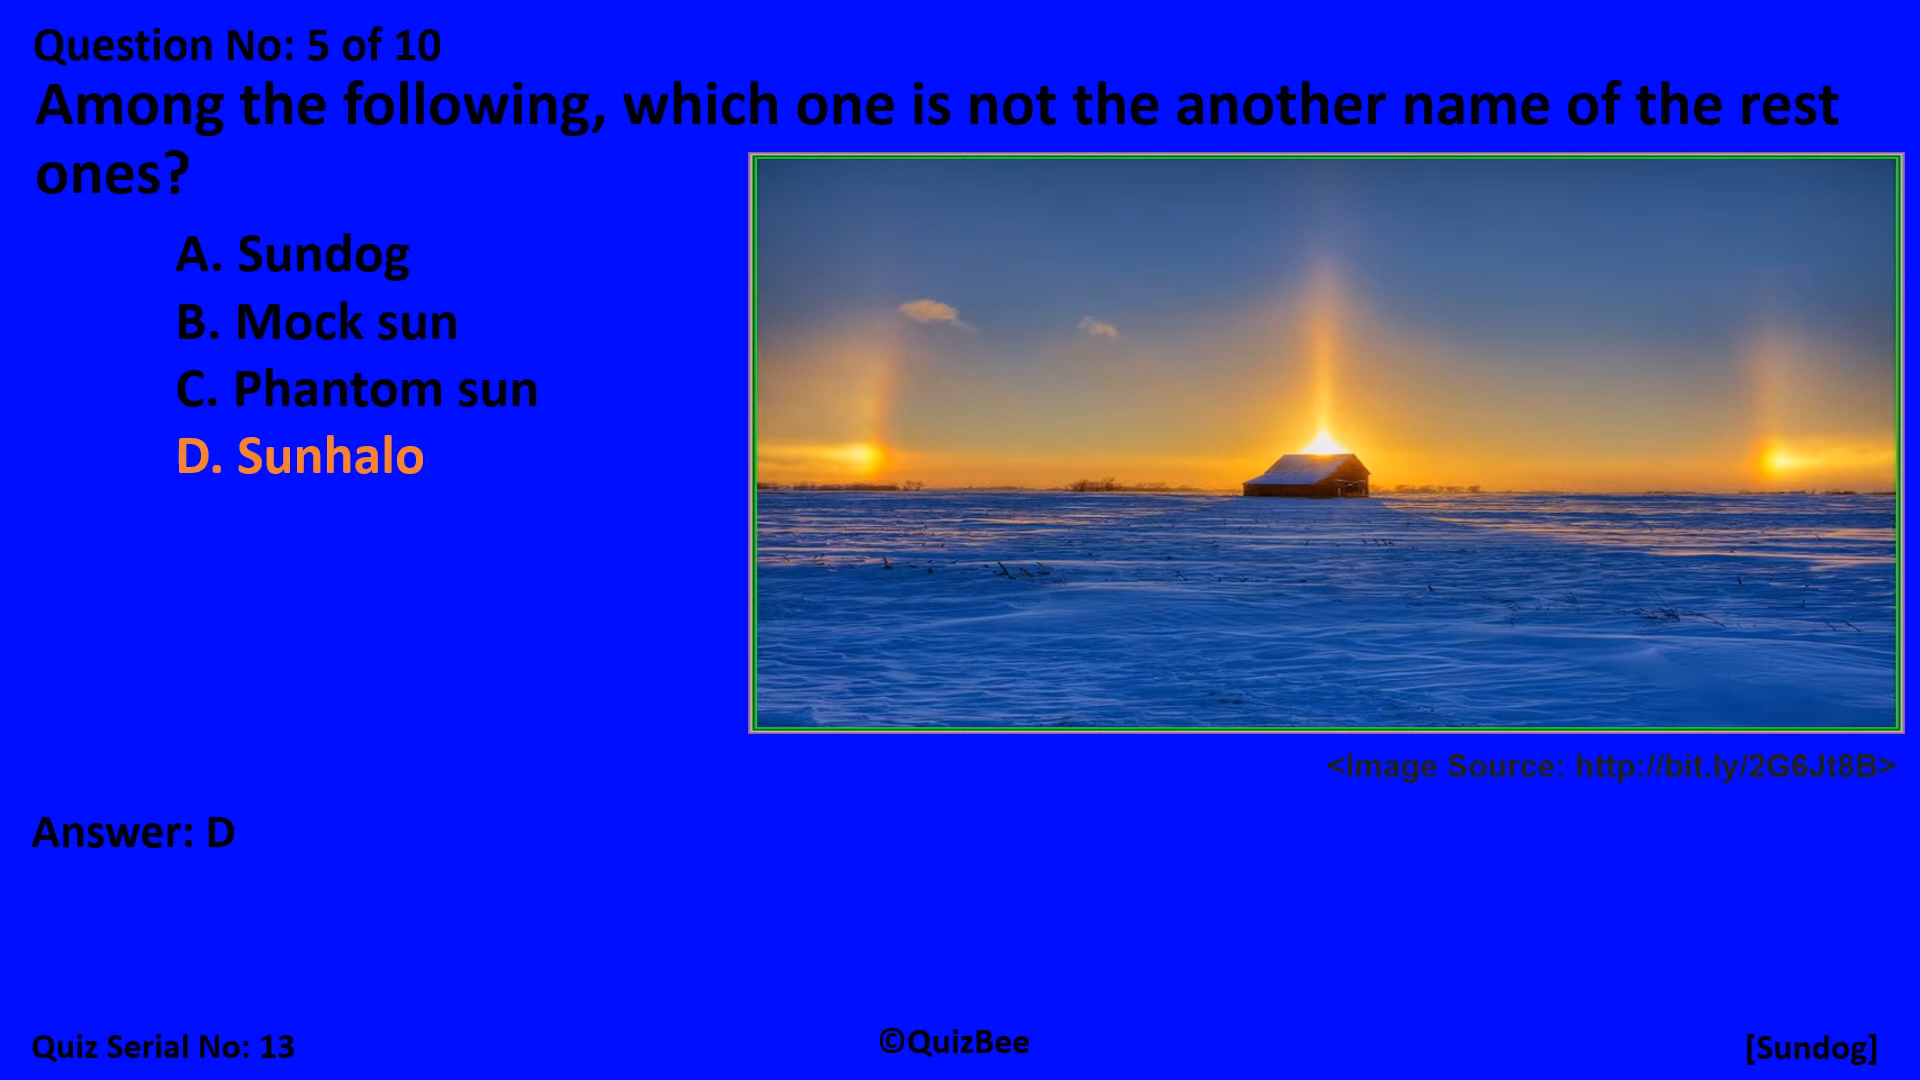 Question No: 5 of 10
Among the following, which one is not the another name of the rest
ones?
A. Sundog
B. Mock sun
C. Phantom sun
D. Sunhalo
<Image Source: http://bit.ly/2G6Jt8B>
Answer: D
Quiz Serial No: 13
©QuizBee
[Sundog]